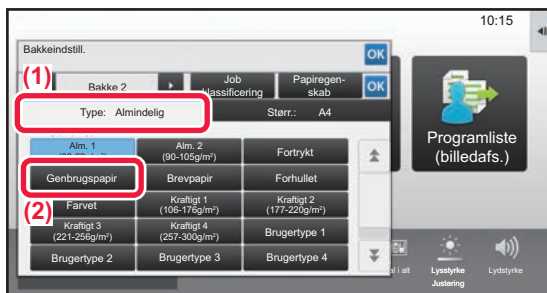 10:15
Bakkeindstill.
OK
(1)
Bakke 2
Job
klassificering
Papiregen-
skab
OK
Type: Almindelig
Størr.: A4
Alm. 1
Alm. 2
(90-105g/m²)
Fortrykt
Genbrugspapir
Brevpapir
Forhullet
(2)
Farvet
Kraftigt 1
(106-176g/m²)
Kraftigt 2
(177-220g/m²)
Kraftigt 3
(221-256g/m²)
Kraftigt 4
(257-300g/m²)
Brugertype 1
Brugertype 2
Brugertype 3
Brugertype 4
Programliste
(billedafs.)
i alt
Lysstyrke
Justering
Lydstyrke